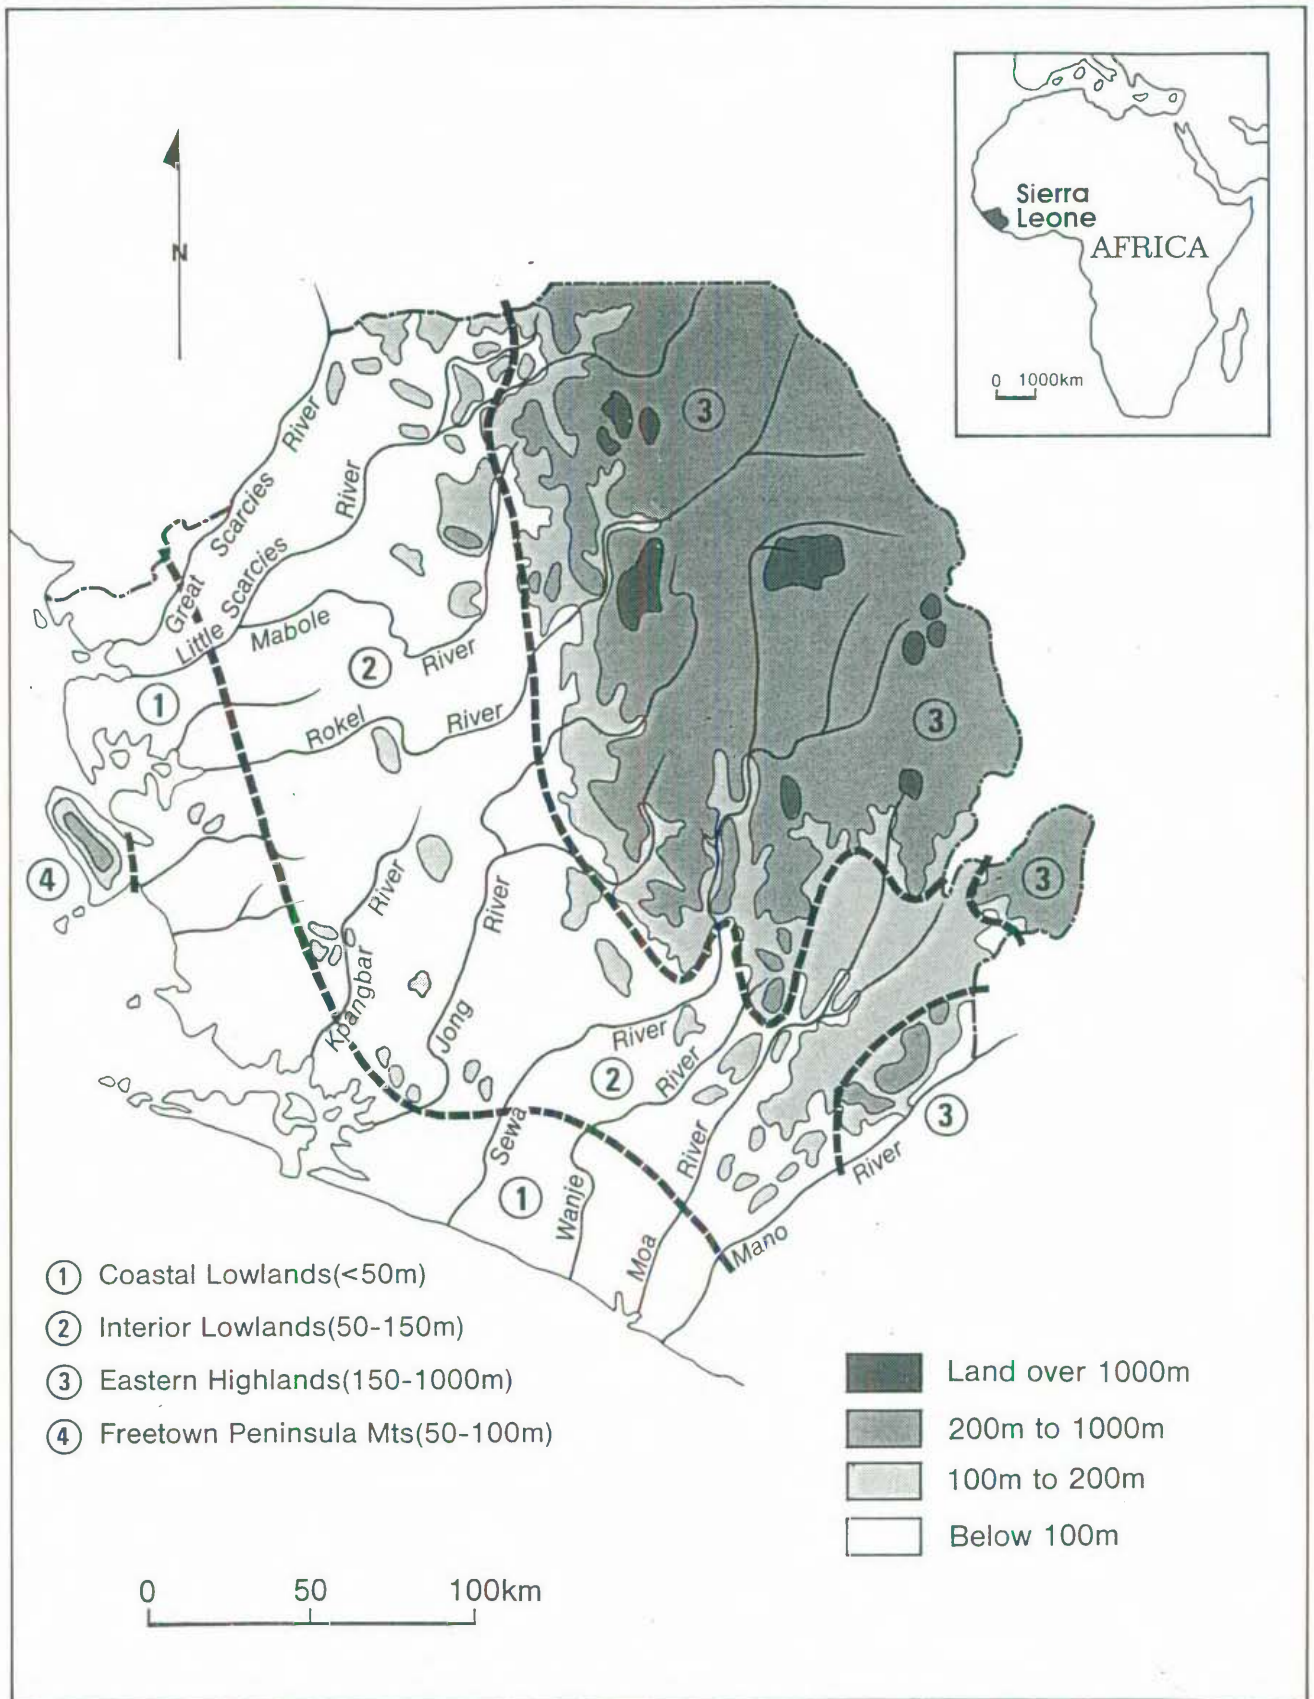 N
Sierra
Leone
AFRICA
0 1000km
Great Scarcies River
Little Scarcies River
Mabole River
Rokel River
Kpangbar River
Jong River
Sewa River
Wanje River
Moa River
Mano River
3
2
1
3
4
3
2
3
1
1 Coastal Lowlands(<50m)
2 Interior Lowlands(50-150m)
3 Eastern Highlands(150-1000m)
4 Freetown Peninsula Mts(50-100m)
Land over 1000m
200m to 1000m
100m to 200m
Below 100m
0 50 100km